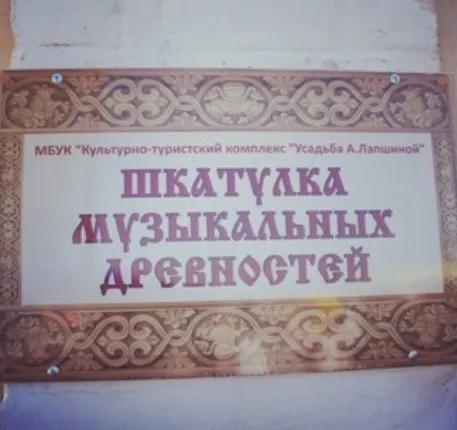 МБУК "Культурно-туристский комплекс "Усадьба А.Лапшиной"
ШКАТУЛКА
МУЗЫКАЛЬНЫХ
ДРЕВНОСТЕЙ